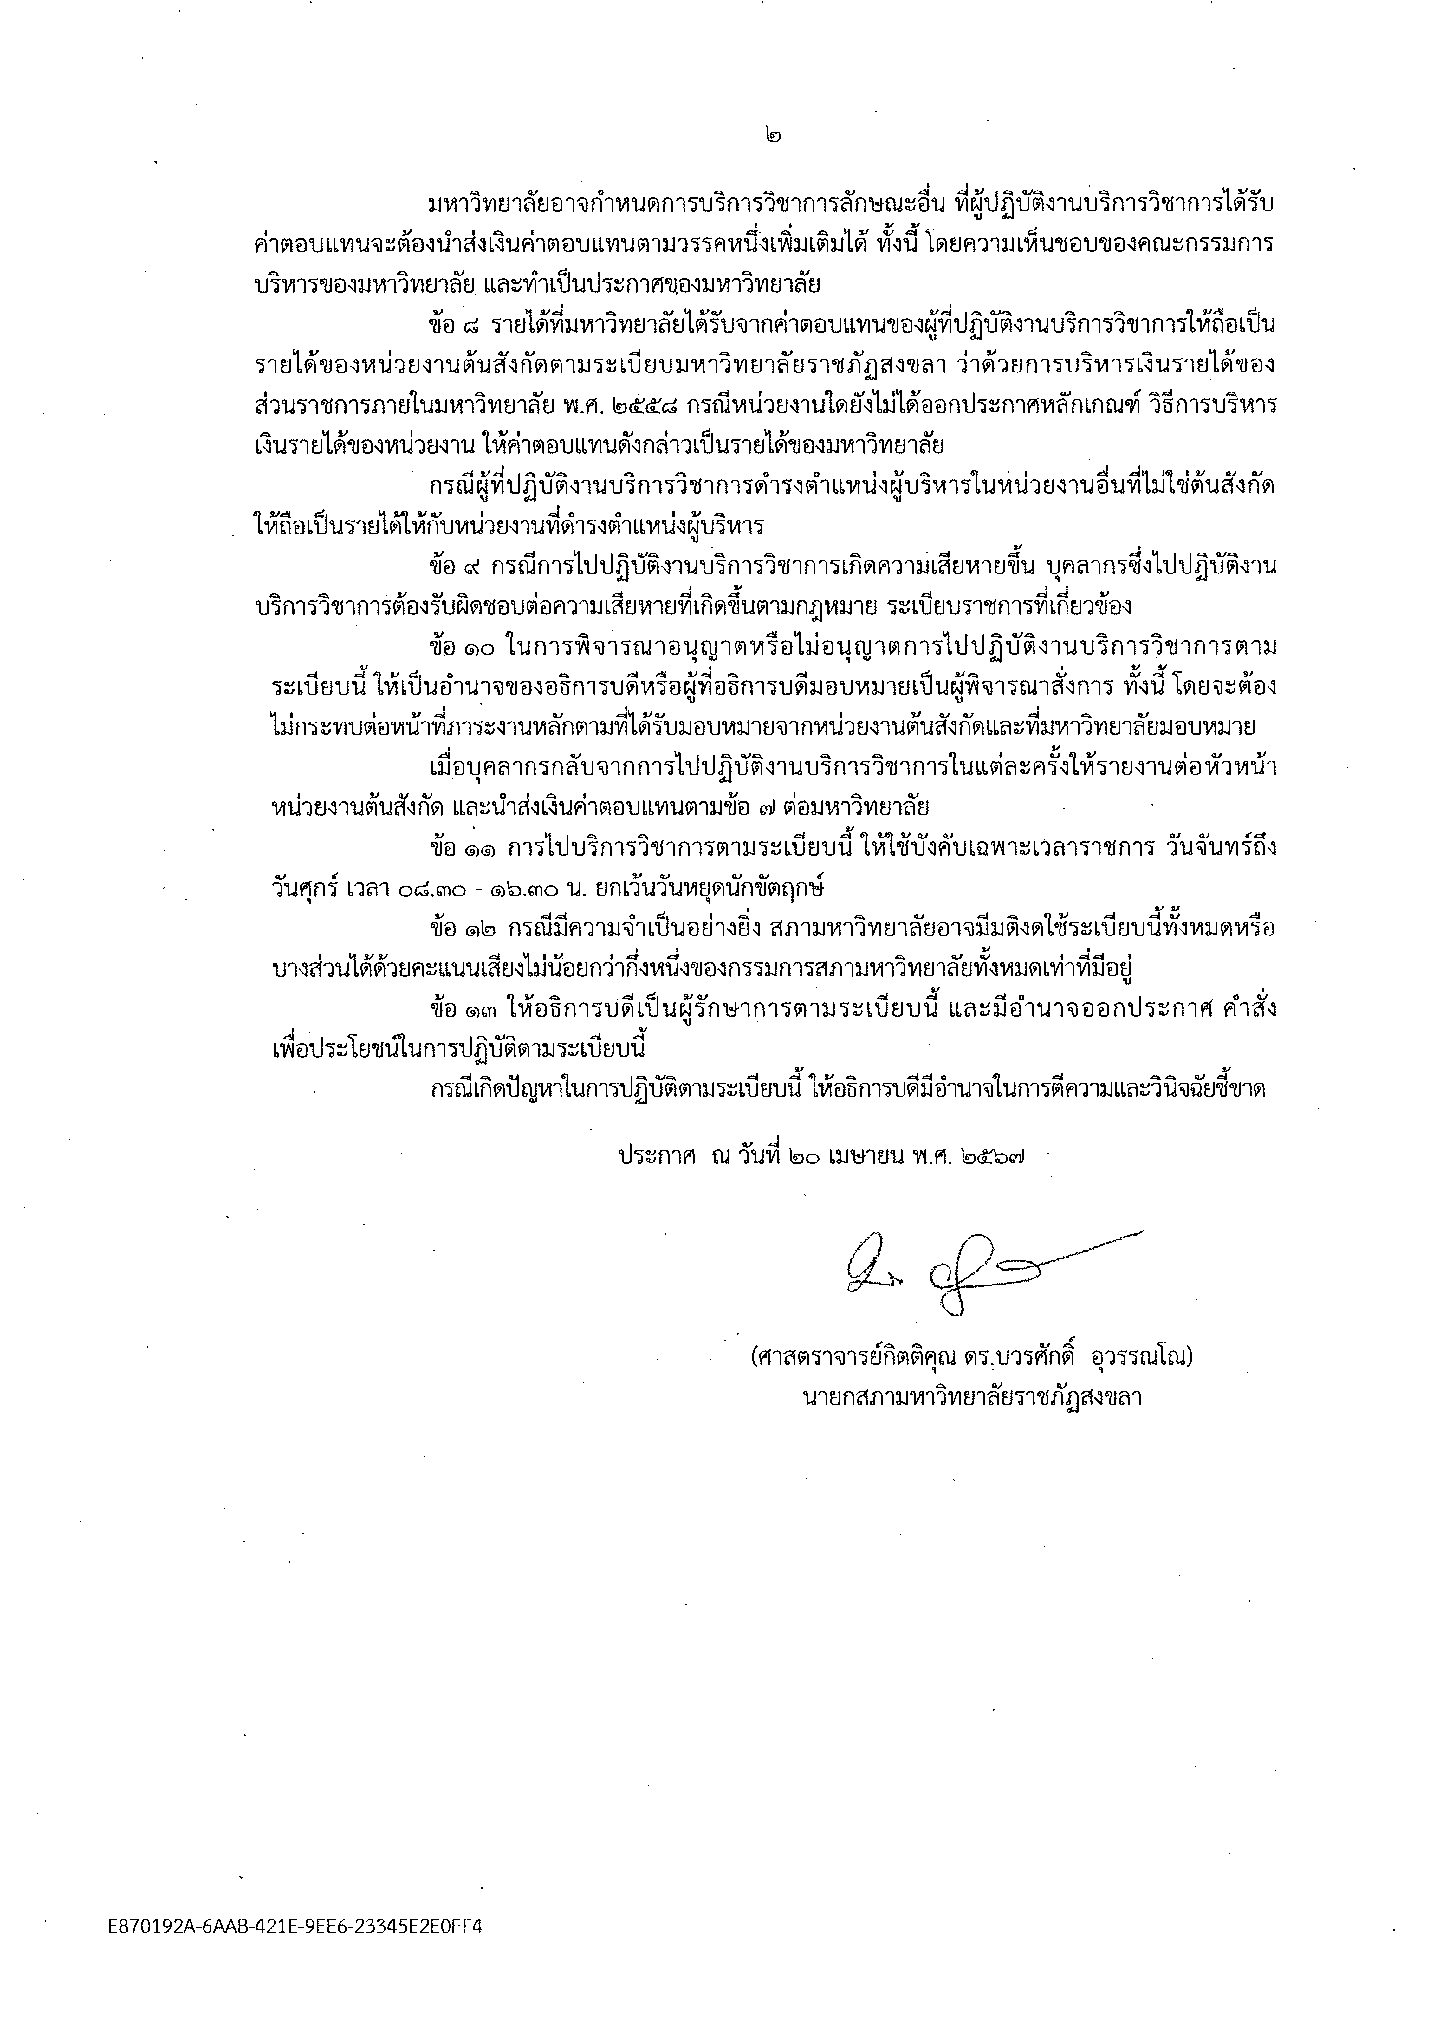 ๒
มหาวิทยาลัยอาจกำหนดการบริการวิชาการลักษณะอื่น ที่ผู้ปฏิบัติงานบริการวิชาการได้รับ
ค่าตอบแทนจะต้องนำส่งเงินค่าตอบแทนตามวรรคหนึ่งเพิ่มเติมได้ ทั้งนี้ โดยความเห็นชอบของคณะกรรมการ
บริหารของมหาวิทยาลัย และทำเป็นประกาศของมหาวิทยาลัย
ข้อ ๘ รายได้ที่มหาวิทยาลัยได้รับจากค่าตอบแทนของผู้ที่ปฏิบัติงานบริการวิชาการให้ถือเป็น
รายได้ของหน่วยงานต้นสังกัดตามระเบียบมหาวิทยาลัยราชภัฏสงขลา ว่าด้วยการบริหารเงินรายได้ของ
ส่วนราชการภายในมหาวิทยาลัย พ.ศ. ๒๕๕๘ กรณีหน่วยงานใดยังไม่ได้ออกประกาศหลักเกณฑ์ วิธีการบริหาร
เงินรายได้ของหน่วยงาน ให้ค่าตอบแทนดังกล่าวเป็นรายได้ของมหาวิทยาลัย
กรณีผู้ที่ปฏิบัติงานบริการวิชาการดำรงตำแหน่งผู้บริหารในหน่วยงานอื่นที่ไม่ใช่ต้นสังกัด
ให้ถือเป็นรายได้ให้กับหน่วยงานที่ดำรงตำแหน่งผู้บริหาร
ข้อ ๙ กรณีการไปปฏิบัติงานบริการวิชาการเกิดความเสียหายขึ้น บุคลากรซึ่งไปปฏิบัติงาน
บริการวิชาการต้องรับผิดชอบต่อความเสียหายที่เกิดขึ้นตามกฎหมาย ระเบียบราชการที่เกี่ยวข้อง
ข้อ ๑๐ ในการพิจารณาอนุญาตหรือไม่อนุญาตการไปปฏิบัติงานบริการวิชาการตาม
ระเบียบนี้ ให้เป็นอำนาจของอธิการบดีหรือผู้ที่อธิการบดีมอบหมายเป็นผู้พิจารณาสั่งการ ทั้งนี้ โดยจะต้อง
ไม่กระทบต่อหน้าที่ภาระงานหลักตามที่ได้รับมอบหมายจากหน่วยงานต้นสังกัดและที่มหาวิทยาลัยมอบหมาย
เมื่อบุคลากรกลับจากการไปปฏิบัติงานบริการวิชาการในแต่ละครั้งให้รายงานต่อหัวหน้า
หน่วยงานต้นสังกัด และนำส่งเงินค่าตอบแทนตามข้อ ๗ ต่อมหาวิทยาลัย
ข้อ ๑๑ การไปบริการวิชาการตามระเบียบนี้ ให้ใช้บังคับเฉพาะเวลาราชการ วันจันทร์ถึง
วันศุกร์ เวลา ๐๘.๓๐ - ๑๖.๓๐ น. ยกเว้นวันหยุดนักขัตฤกษ์
ข้อ ๑๒ กรณีมีความจำเป็นอย่างยิ่ง สภามหาวิทยาลัยอาจมีมติงดใช้ระเบียบนี้ทั้งหมดหรือ
บางส่วนได้ด้วยคะแนนเสียงไม่น้อยกว่ากึ่งหนึ่งของกรรมการสภามหาวิทยาลัยทั้งหมดเท่าที่มีอยู่
ข้อ ๑๓ ให้อธิการบดีเป็นผู้รักษาการตามระเบียบนี้ และมีอำนาจออกประกาศ คำสั่ง
เพื่อประโยชน์ในการปฏิบัติตามระเบียบนี้
กรณีเกิดปัญหาในการปฏิบัติตามระเบียบนี้ ให้อธิการบดีมีอำนาจในการตีความและวินิจฉัยชี้ขาด
ประกาศ ณ วันที่ ๒๐ เมษายน พ.ศ. ๒๕๖๗
(ศาสตราจารย์กิตติคุณ ดร.บวรศักดิ์ อุวรรณโณ)
นายกสภามหาวิทยาลัยราชภัฏสงขลา
E870192A-6AAB-421E-9EE6-23345E2E0FF4